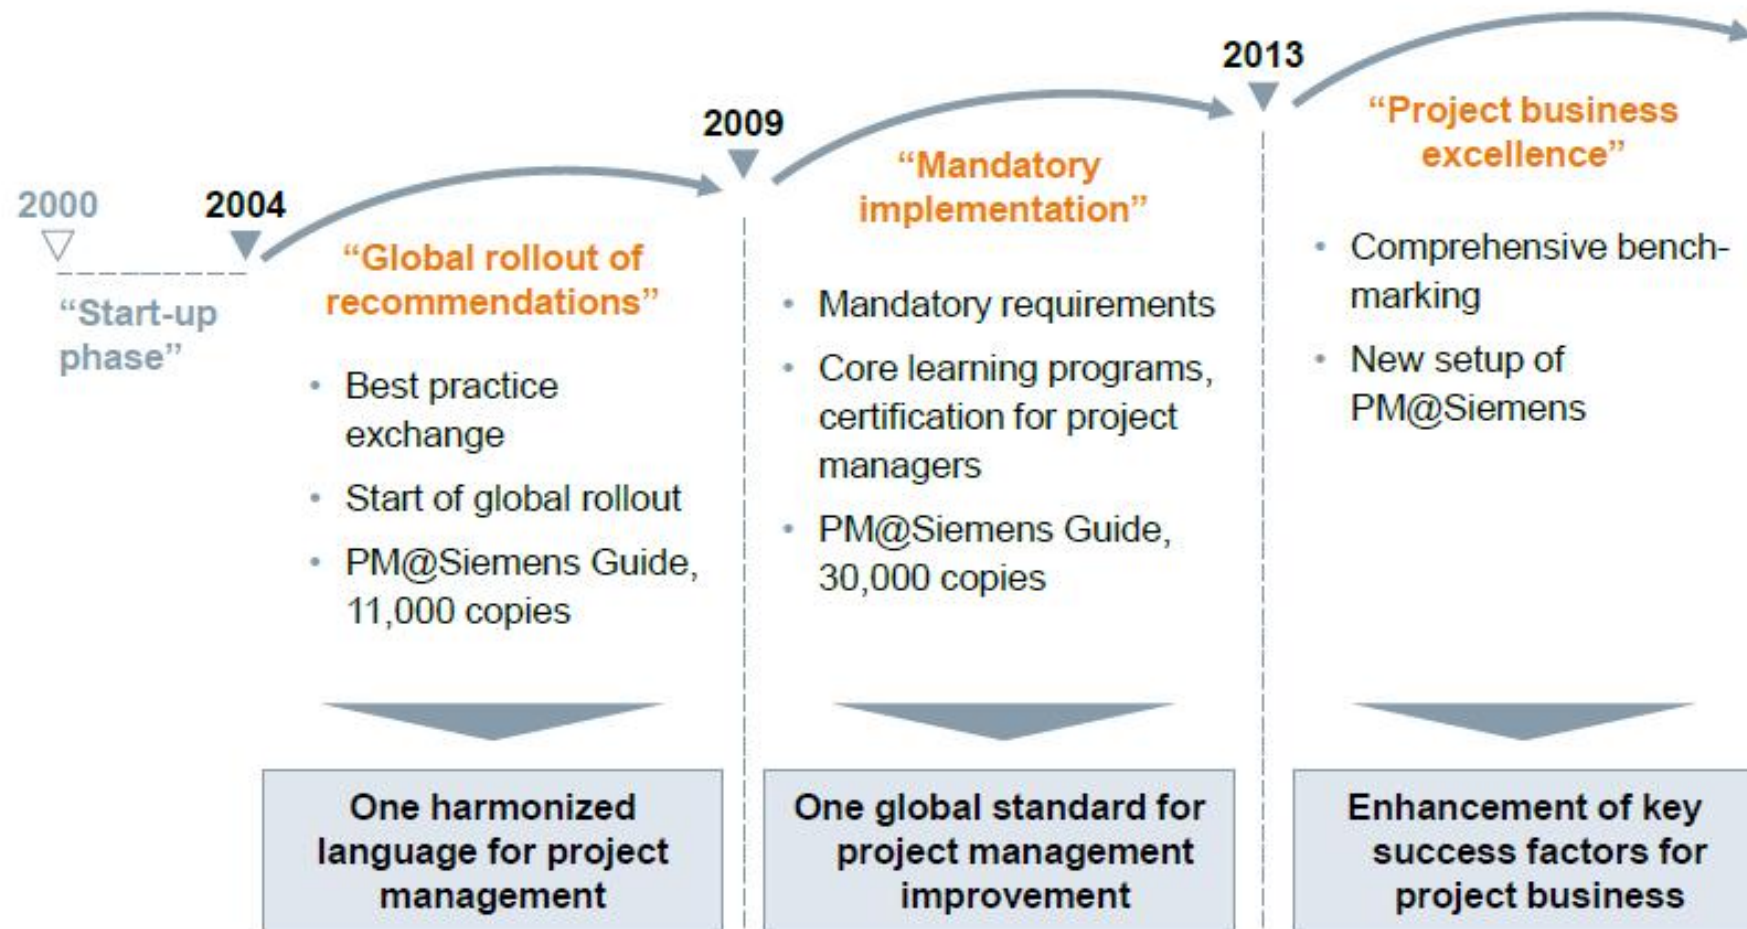 2000
"Start-up
phase"
2004
"Global rollout of
recommendations"
• Best practice
exchange
• Start of global rollout
• PM@Siemens Guide,
11,000 copies
One harmonized
language for project
management
2009
"Mandatory
implementation"
• Mandatory requirements
• Core learning programs,
certification for project
managers
• PM@Siemens Guide,
30,000 copies
One global standard for
project management
improvement
2013
"Project business
excellence"
• Comprehensive bench-
marking
• New setup of
PM@Siemens
Enhancement of key
success factors for
project business